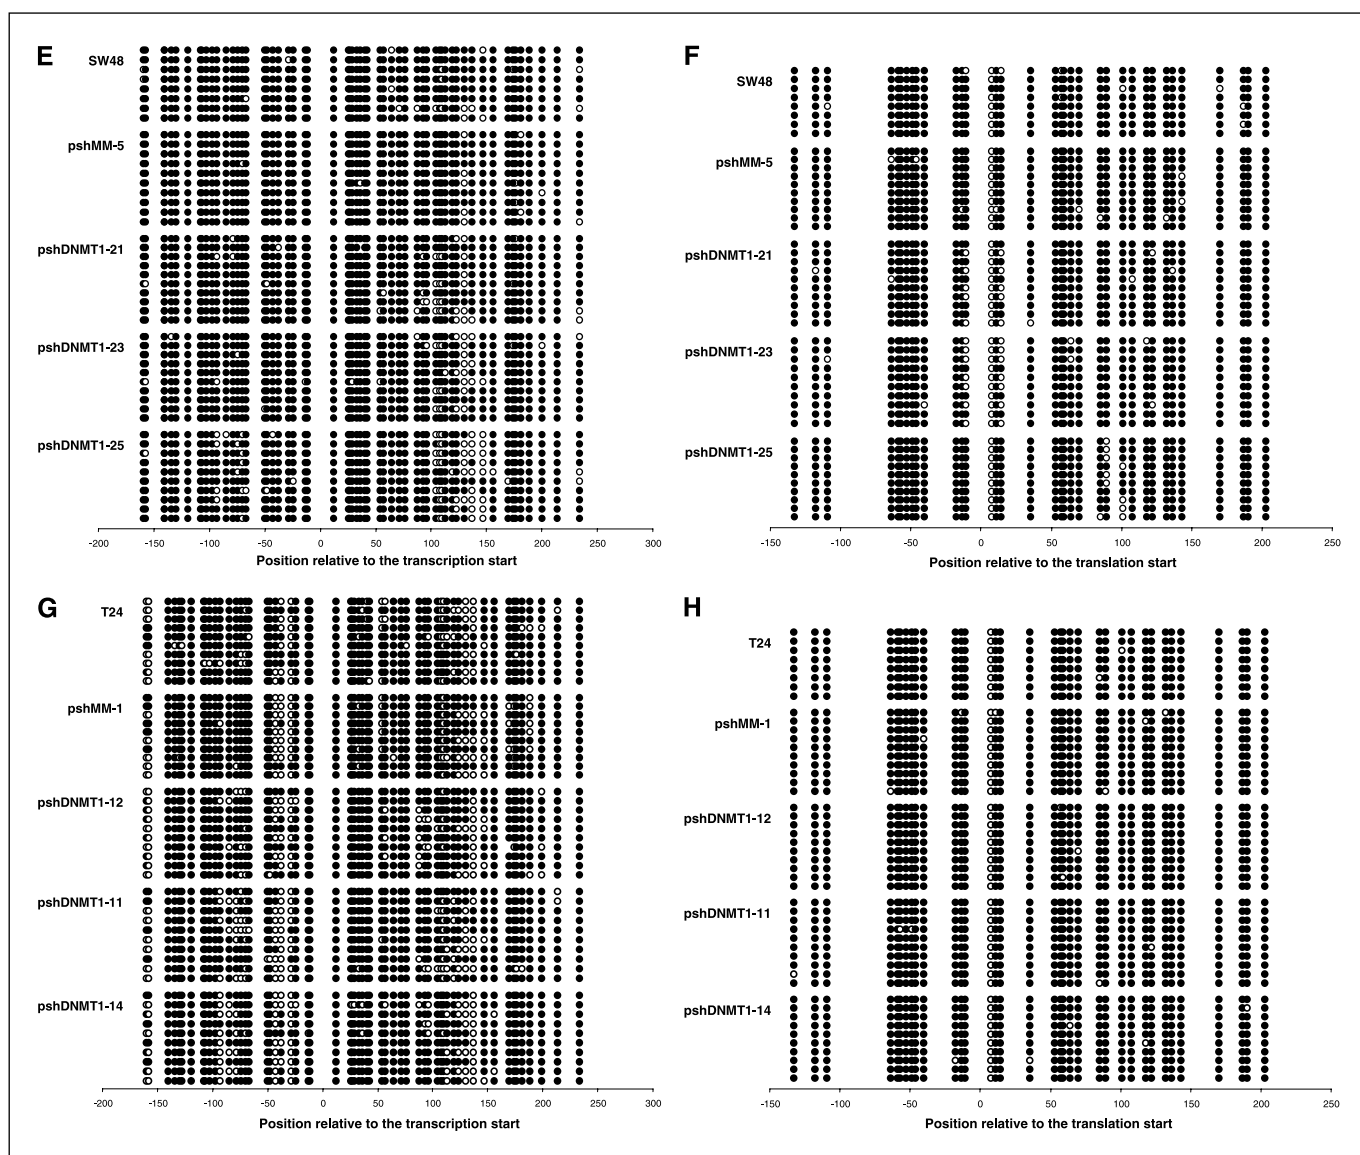 E
SW48
pshMM-5
pshDNMT1-21
pshDNMT1-23
pshDNMT1-25
-200 -150 -100 -50 0 50 100 150 200 250 300
Position relative to the transcription start
F
SW48
pshMM-5
pshDNMT1-21
pshDNMT1-23
pshDNMT1-25
-150 -100 -50 0 50 100 150 200 250
Position relative to the translation start
G
T24
pshMM-1
pshDNMT1-12
pshDNMT1-11
pshDNMT1-14
-200 -150 -100 -50 0 50 100 150 200 250 300
Position relative to the transcription start
H
T24
pshMM-1
pshDNMT1-12
pshDNMT1-11
pshDNMT1-14
-150 -100 -50 0 50 100 150 200 250
Position relative to the translation start